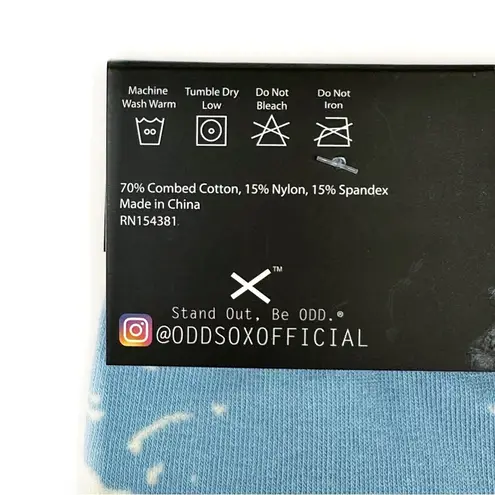 Machine Tumble Dry Do Not Do Not
Wash Warm Low Bleach Iron
70% Combed Cotton, 15% Nylon, 15% Spandex
Made in China
RN154381
X™
Stand Out, Be ODD.®
@ODDSOXOFFICIAL